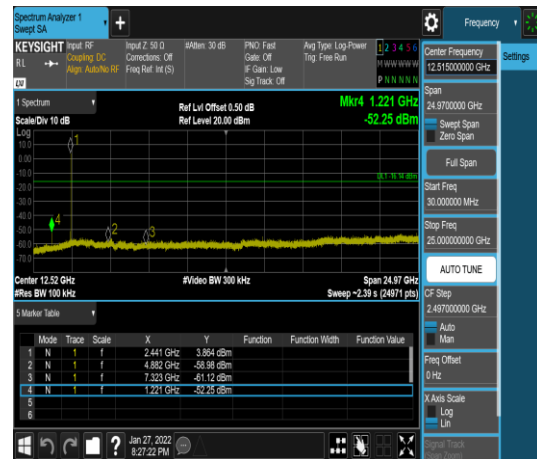 Spectrum Analyzer 1
Swept SA
+
Frequency
KEYSIGHT Input: RF Input Z: 50 Ω #Atten: 30 dB PNO: Fast Avg Type: Log-Power 1 2 3 4 5 6
RL Coupling: DC Corrections: Off Gate: Off Trig: Free Run M W W W W W
Align: Auto/No RF Freq Ref: Int (S) IF Gain: Low P N N N N N
Sig Track: Off
LXI
1 Spectrum
Ref Lvl Offset 0.50 dB Mkr4 1.221 GHz
Scale/Div 10 dB Ref Level 20.00 dBm -52.25 dBm
Log
10.0
0.00
-10.0
-20.0
-30.0
-40.0
-50.0
-60.0
-70.0
1
2
3
4
DL1 -16.14 dBm
Center 12.52 GHz #Video BW 300 kHz Span 24.97 GHz
#Res BW 100 kHz Sweep ~2.39 s (24971 pts)
5 Marker Table
Mode Trace Scale X Y Function Function Width Function Value
1 N 1 f 2.441 GHz 3.864 dBm
2 N 1 f 4.882 GHz -58.98 dBm
3 N 1 f 7.323 GHz -61.12 dBm
4 N 1 f 1.221 GHz -52.25 dBm
5
6
Jan 27, 2022
8:27:22 PM
Center Frequency
12.515000000 GHz
Settings
Span
24.9700000 GHz
Swept Span
Zero Span
Full Span
Start Freq
30.000000 MHz
Stop Freq
25.000000000 GHz
AUTO TUNE
CF Step
2.497000000 GHz
Auto
Man
Freq Offset
0 Hz
X Axis Scale
Log
Lin
Signal Track
(Span Zoom)